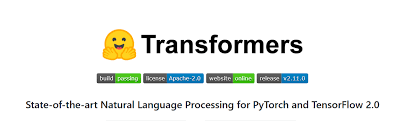 Transformers
build passing license Apache-2.0 website online release v2.11.0
State-of-the-art Natural Language Processing for PyTorch and TensorFlow 2.0